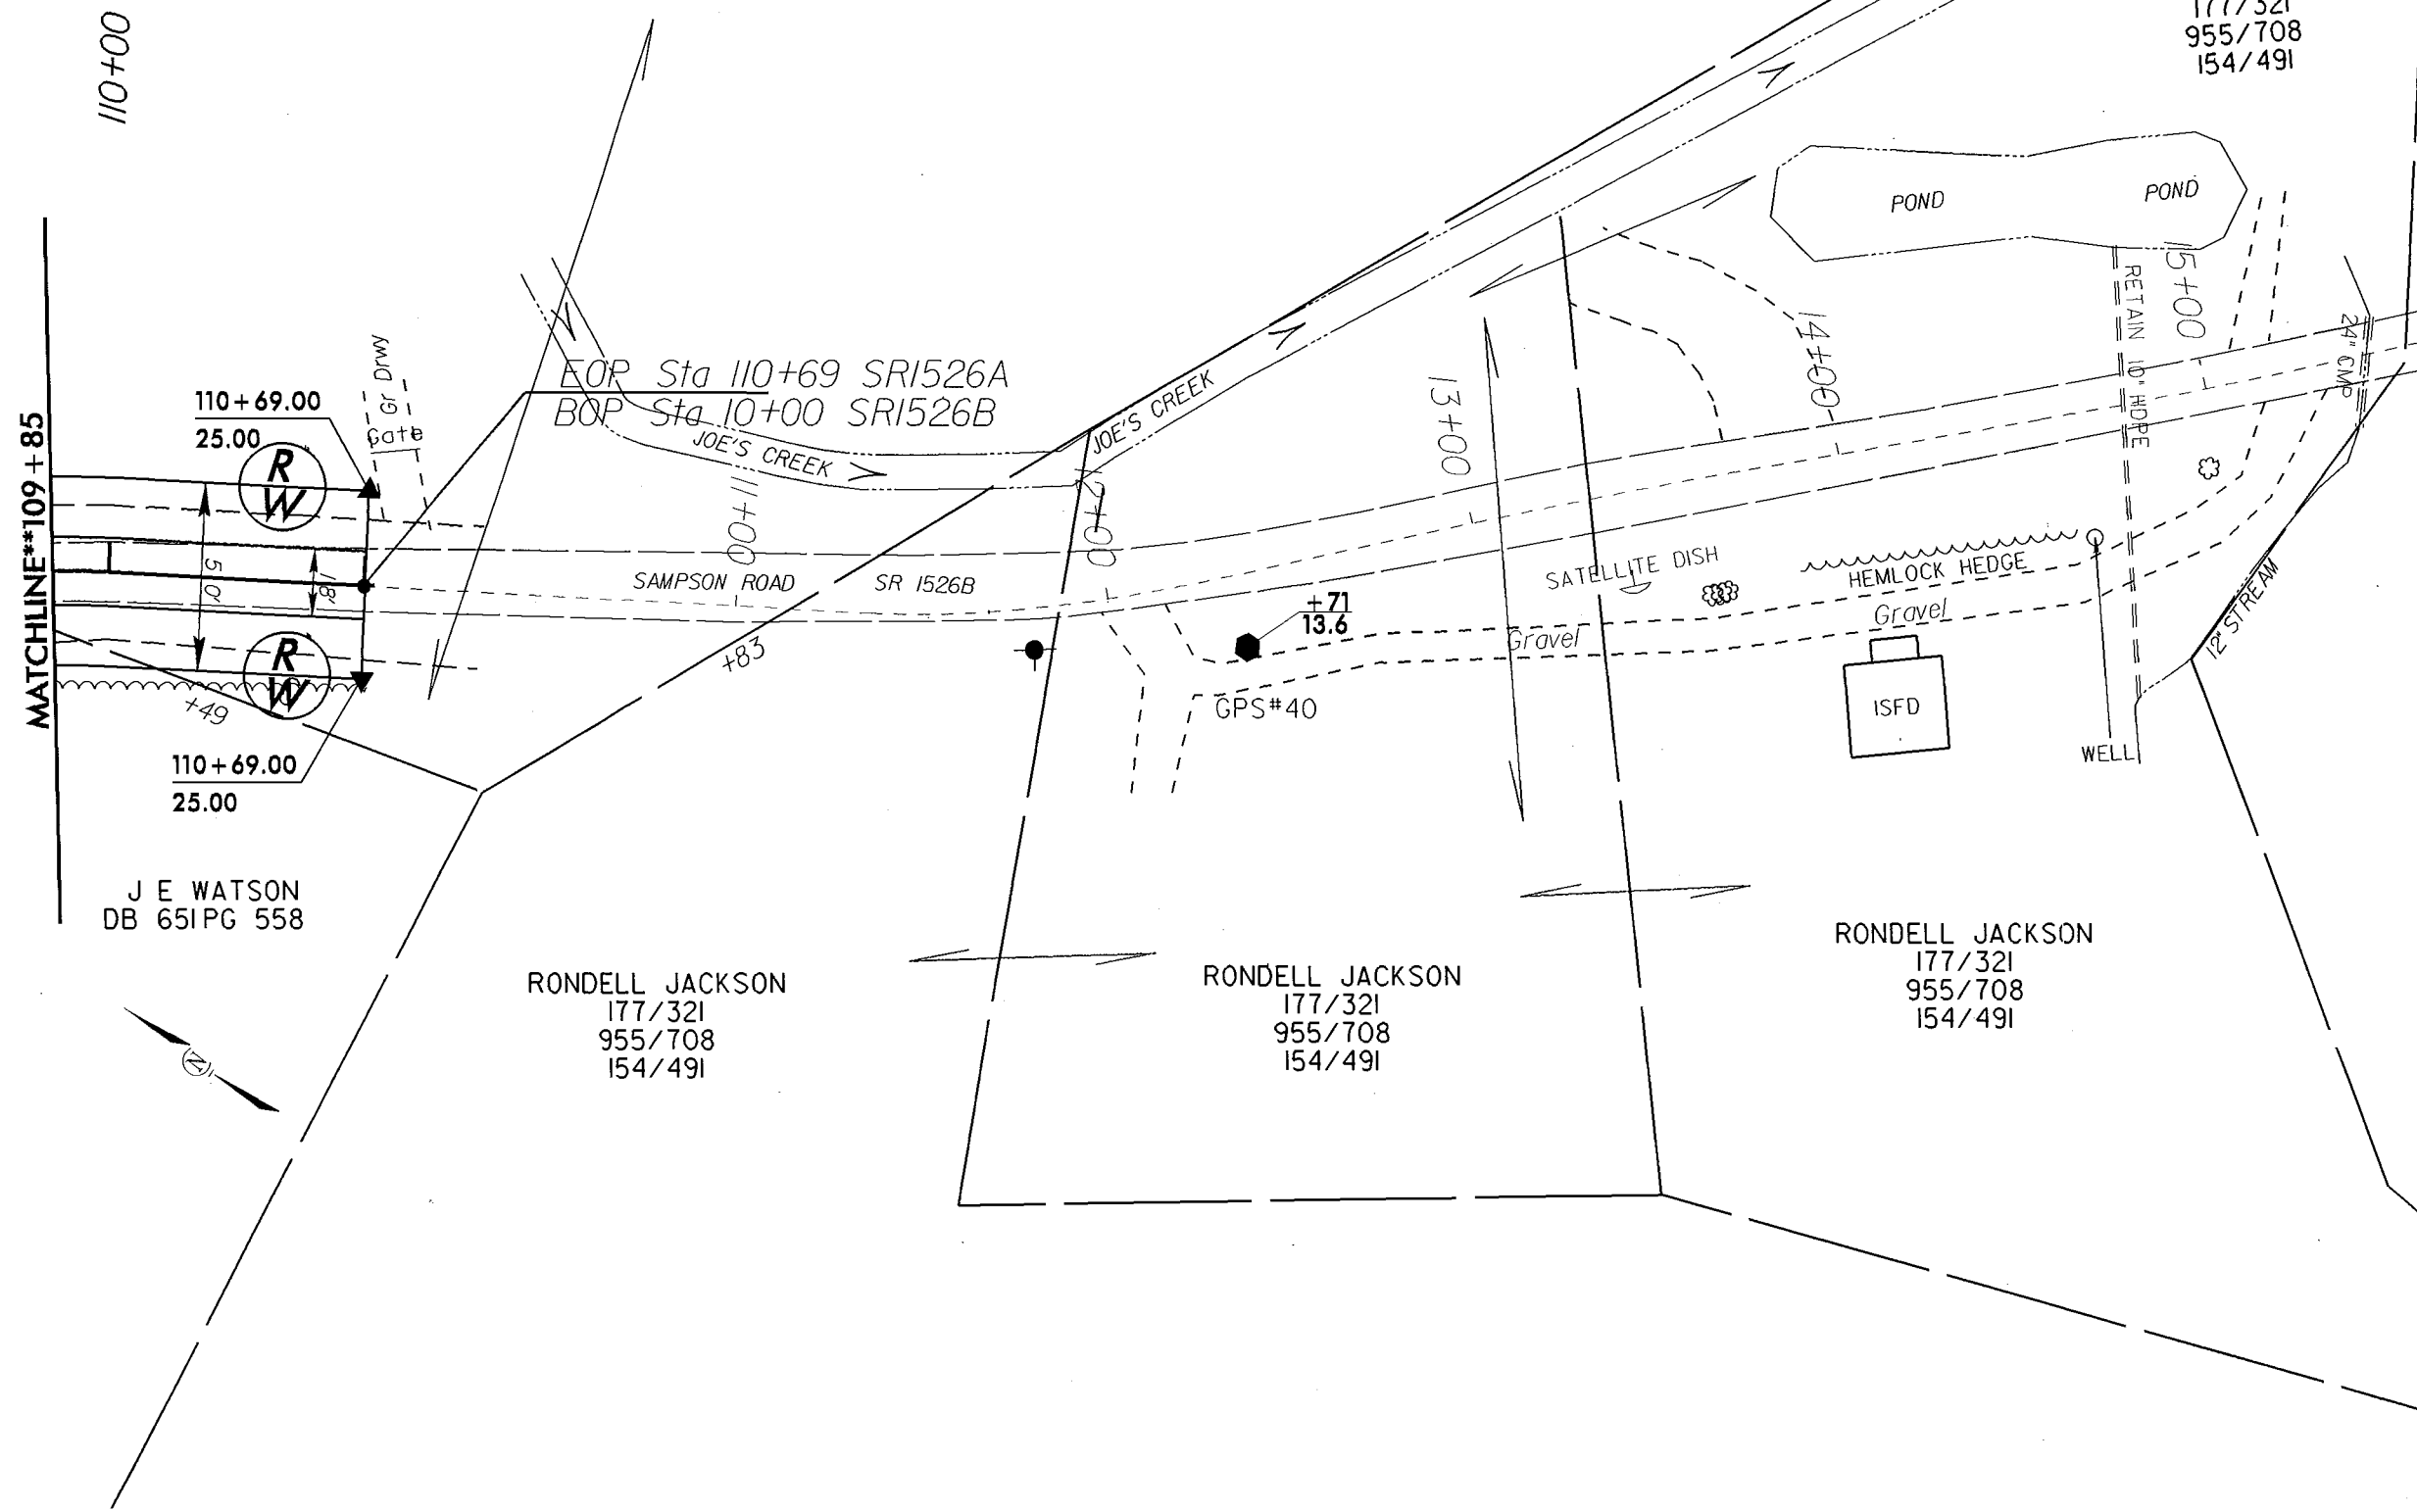 110+00
177/321
955/708
154/491
POND
POND
15+00
RETAIN 10" HDPE
24" CMP
14+00
13+00
12+00
11+00
EOP Sta 110+69 SR1526A
BOP Sta 10+00 SR1526B
JOE'S CREEK
JOE'S CREEK
Gr Drwy
Gate
110+69.00
25.00
R
W
MATCHLINE**109+85
50'
18'
SAMPSON ROAD SR 1526B
R
W
+49
+83
110+69.00
25.00
+71
13.6
GPS#40
SATELLITE DISH
HEMLOCK HEDGE
Gravel
Gravel
1SFD
WELL
12' STREAM
J E WATSON
DB 651 PG 558
RONDELL JACKSON
177/321
955/708
154/491
RONDELL JACKSON
177/321
955/708
154/491
RONDELL JACKSON
177/321
955/708
154/491
N